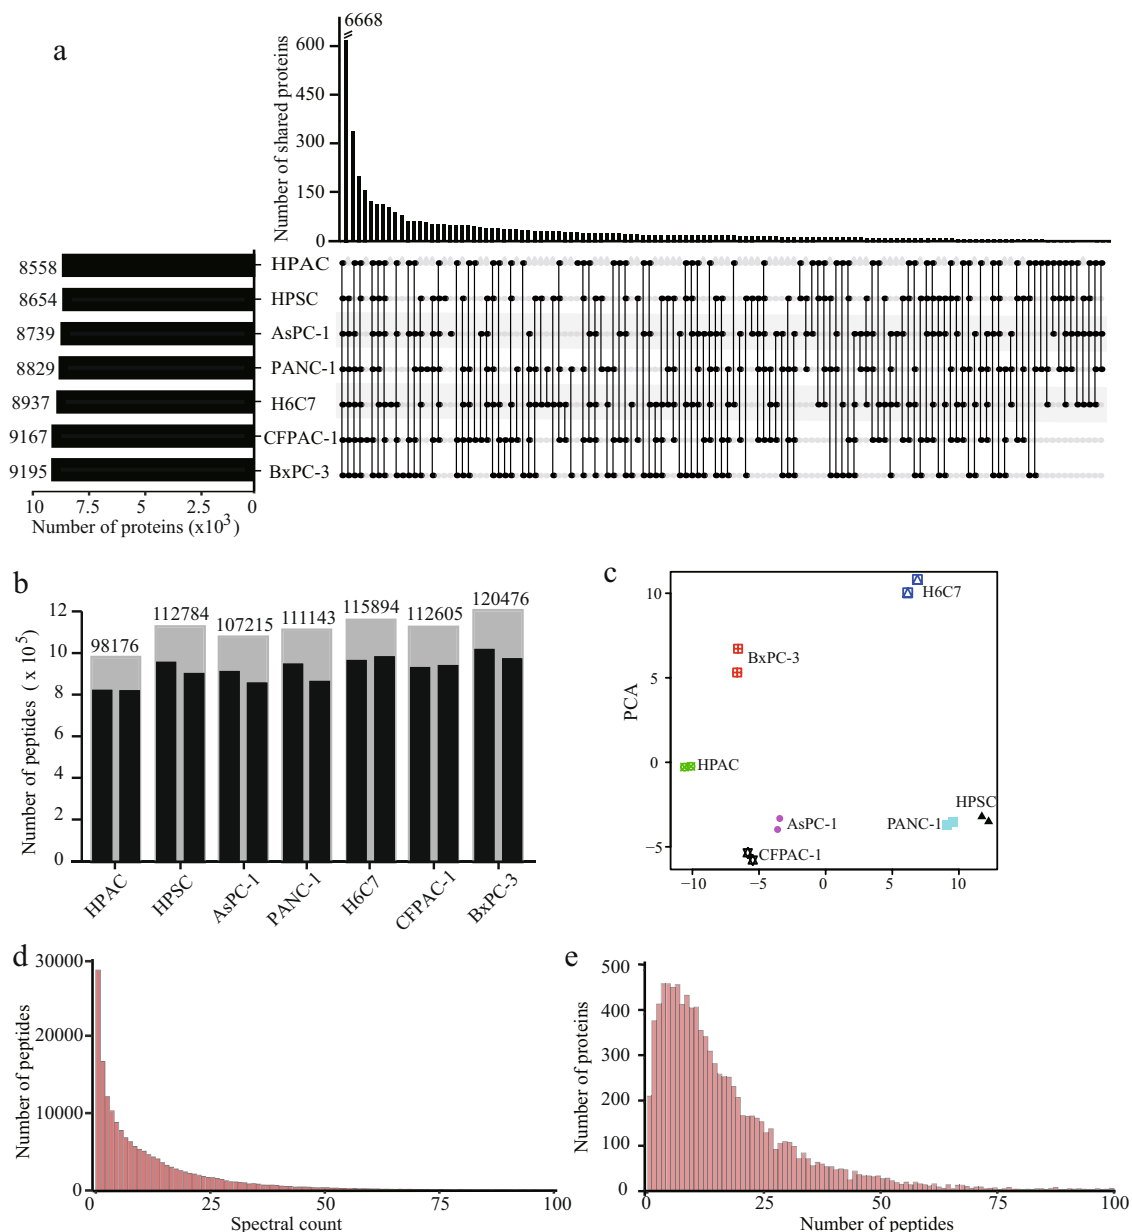 a
6668
600
450
300
150
0
Number of shared proteins
8558
HPAC
8654
HPSC
8739
AsPC-1
8829
PANC-1
8937
H6C7
9167
CFPAC-1
9195
BxPC-3
10 7.5 5 2.5 0
Number of proteins (x10³)
b
Number of peptides ( x 10⁵)
12
10
8
6
4
2
0
98176
112784
107215
111143
115894
112605
120476
HPAC
HPSC
AsPC-1
PANC-1
H6C7
CFPAC-1
BxPC-3
c
PCA
10
5
0
−5
H6C7
BxPC-3
HPAC
AsPC-1
CFPAC-1
PANC-1
HPSC
−10 −5 0 5 10
d
Number of peptides
30000
20000
10000
0
0 25 50 75 100
Spectral count
e
Number of proteins
500
400
300
200
100
0
0 25 50 75 100
Number of peptides